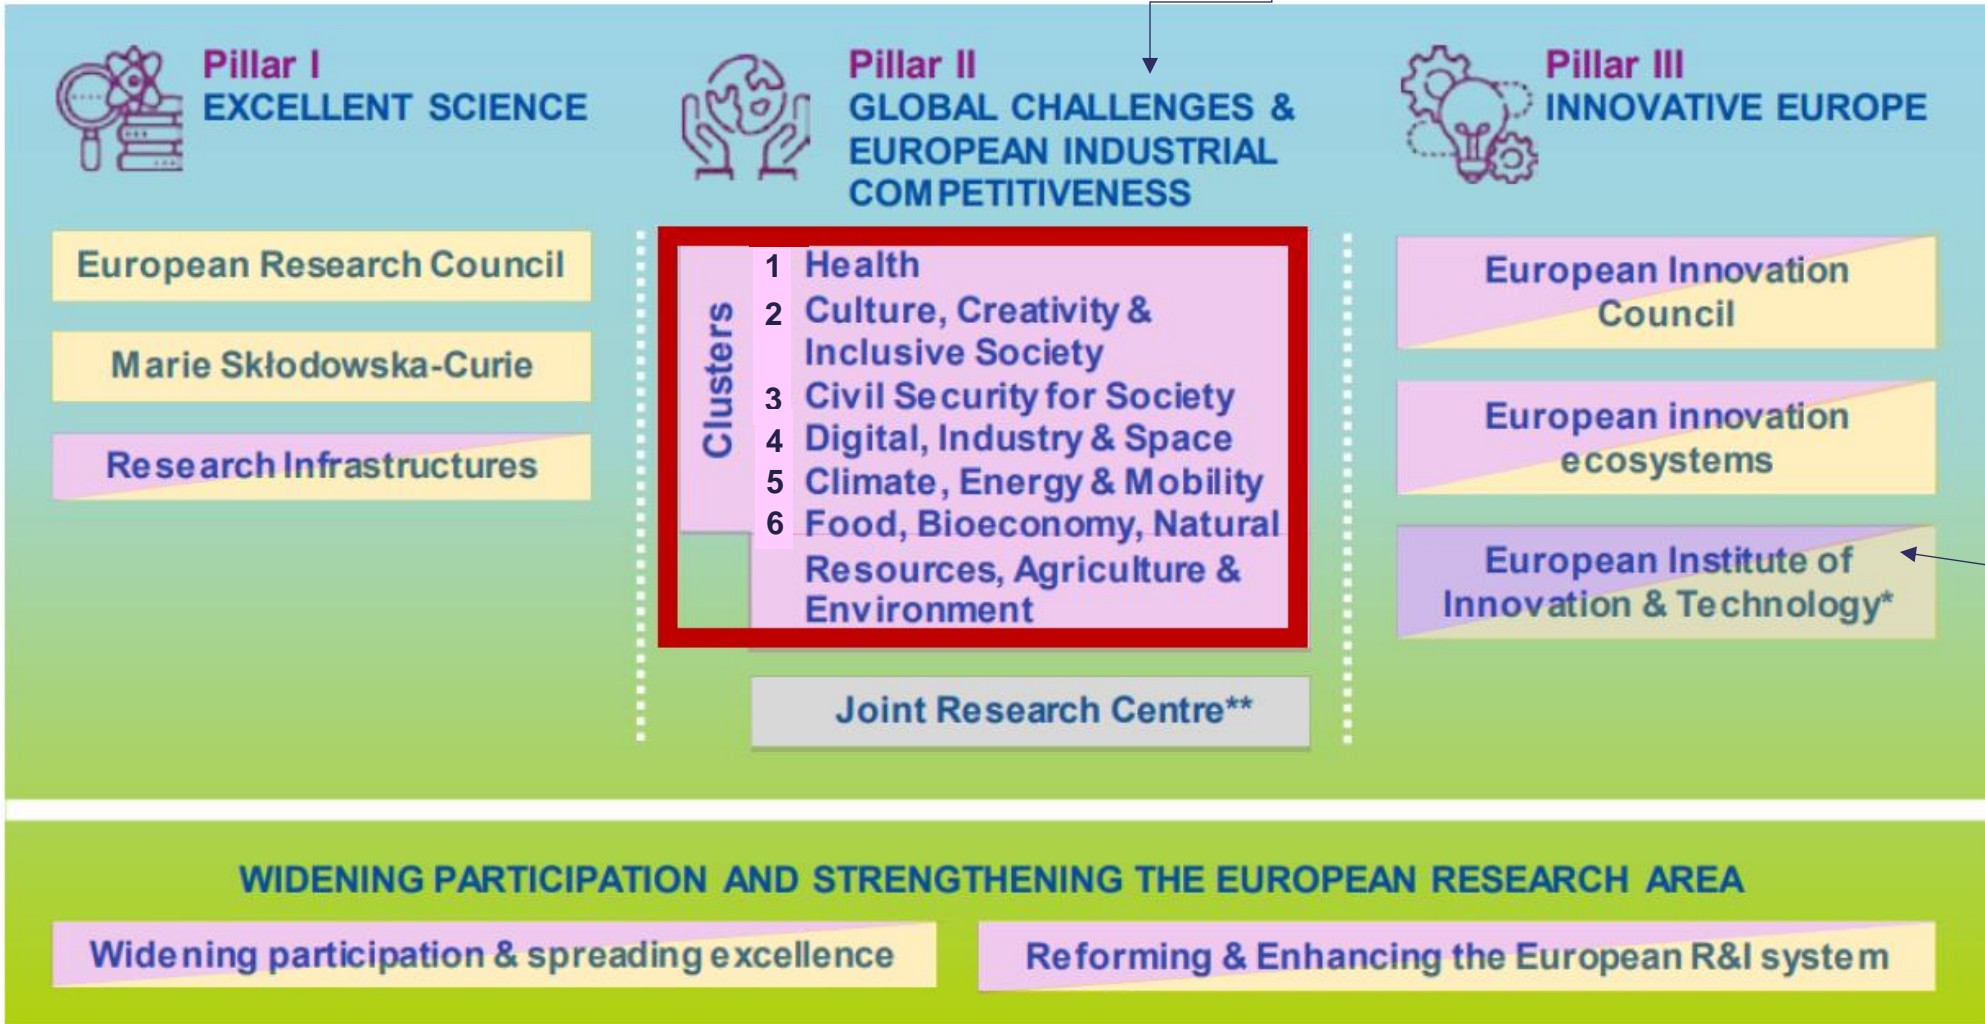 Pillar I
EXCELLENT SCIENCE
European Research Council
Marie Skłodowska-Curie
Research Infrastructures
Pillar II
GLOBAL CHALLENGES &
EUROPEAN INDUSTRIAL
COMPETITIVENESS
Clusters
1 Health
2 Culture, Creativity &
Inclusive Society
3 Civil Security for Society
4 Digital, Industry & Space
5 Climate, Energy & Mobility
6 Food, Bioeconomy, Natural
Resources, Agriculture &
Environment
Joint Research Centre**
Pillar III
INNOVATIVE EUROPE
European Innovation
Council
European innovation
ecosystems
European Institute of
Innovation & Technology*
WIDENING PARTICIPATION AND STRENGTHENING THE EUROPEAN RESEARCH AREA
Widening participation & spreading excellence
Reforming & Enhancing the European R&I system